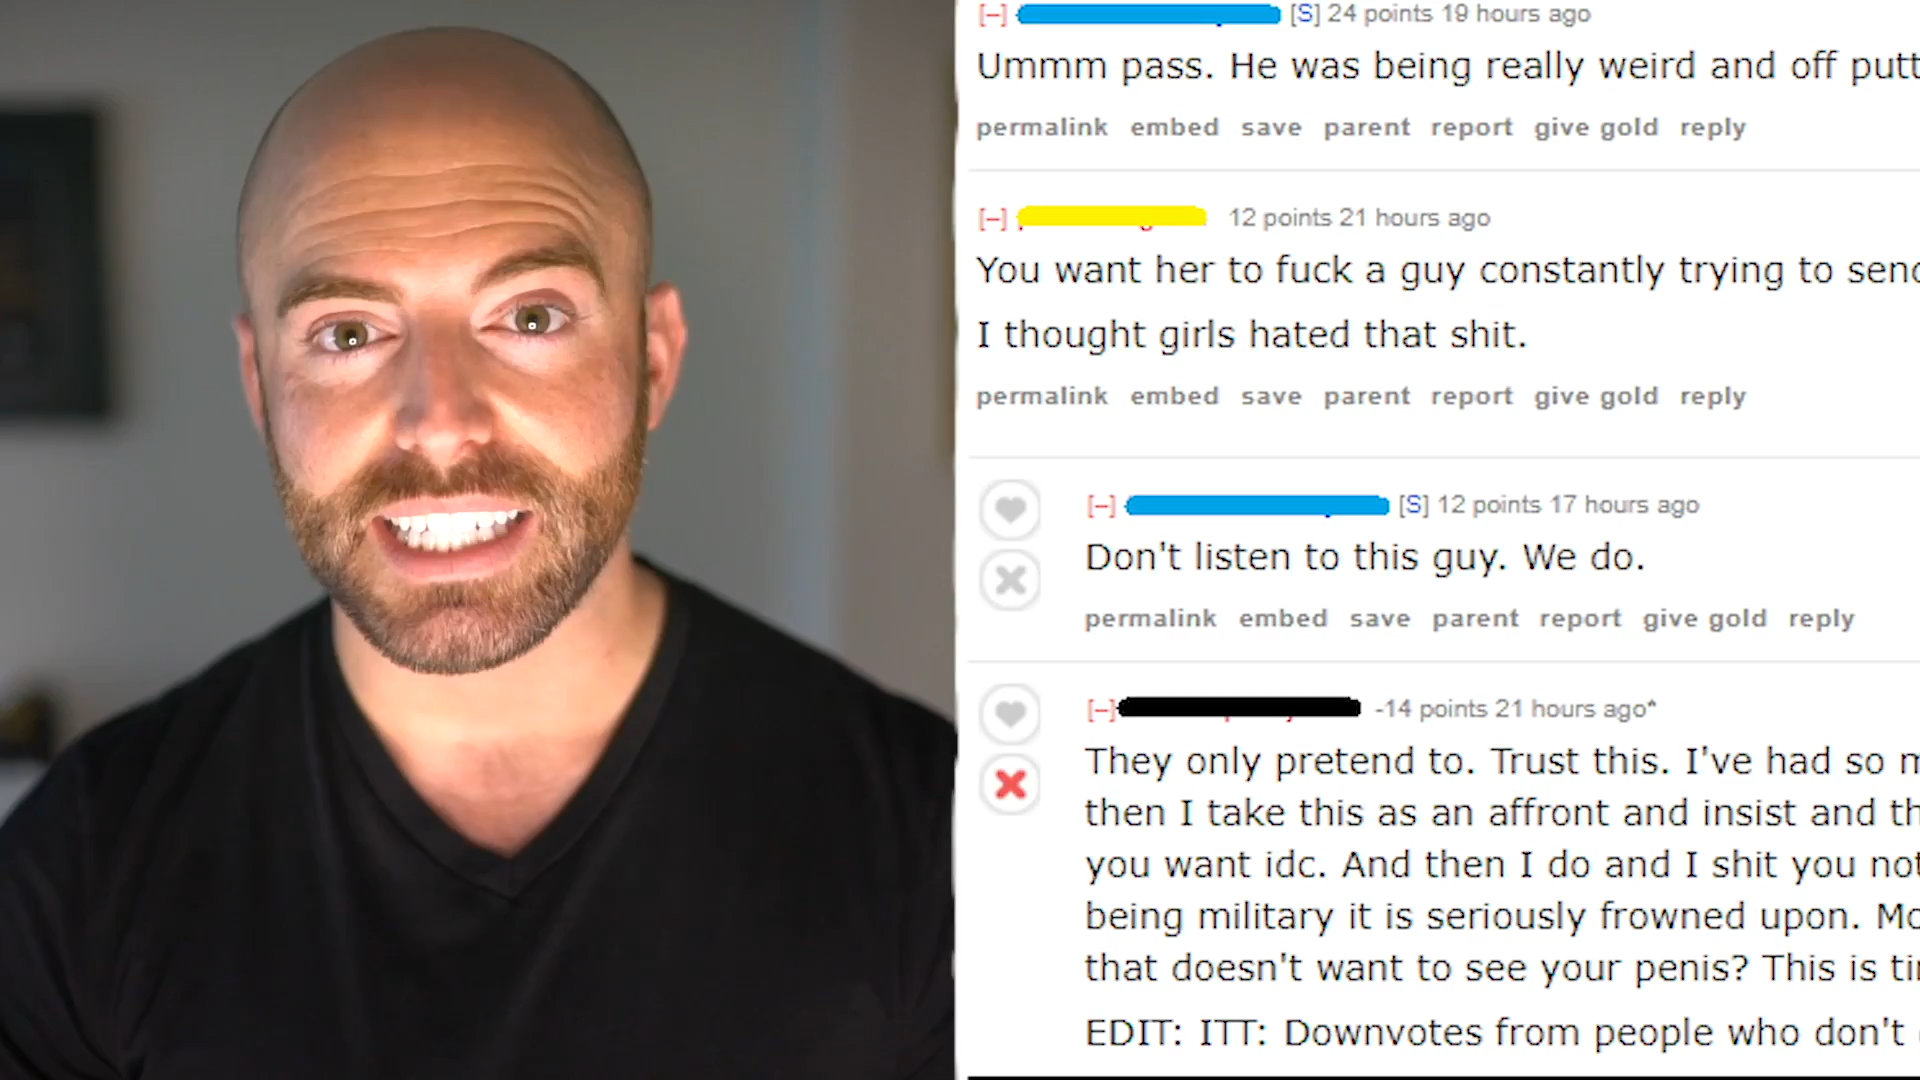 [–] [S] 24 points 19 hours ago
Ummm pass. He was being really weird and off putt
permalink embed save parent report give gold reply
[–] 12 points 21 hours ago
You want her to fuck a guy constantly trying to send
I thought girls hated that shit.
permalink embed save parent report give gold reply
[–] [S] 12 points 17 hours ago
Don't listen to this guy. We do.
permalink embed save parent report give gold reply
[–] -14 points 21 hours ago*
They only pretend to. Trust this. I've had so m
then I take this as an affront and insist and th
you want idc. And then I do and I shit you not
being military it is seriously frowned upon. Mo
that doesn't want to see your penis? This is ti
EDIT: ITT: Downvotes from people who don't